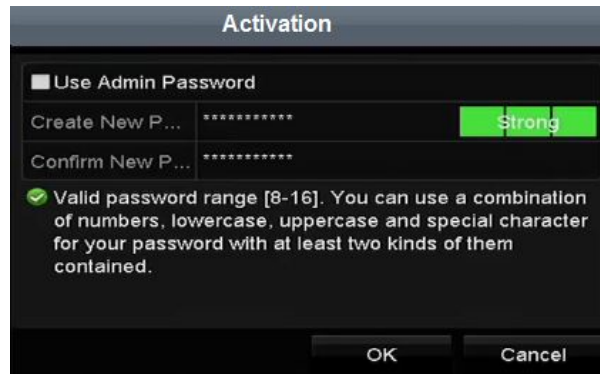 Activation
Use Admin Password
Create New P... *********** Strong
Confirm New P... ***********
Valid password range [8-16]. You can use a combination
of numbers, lowercase, uppercase and special character
for your password with at least two kinds of them
contained.
OK Cancel